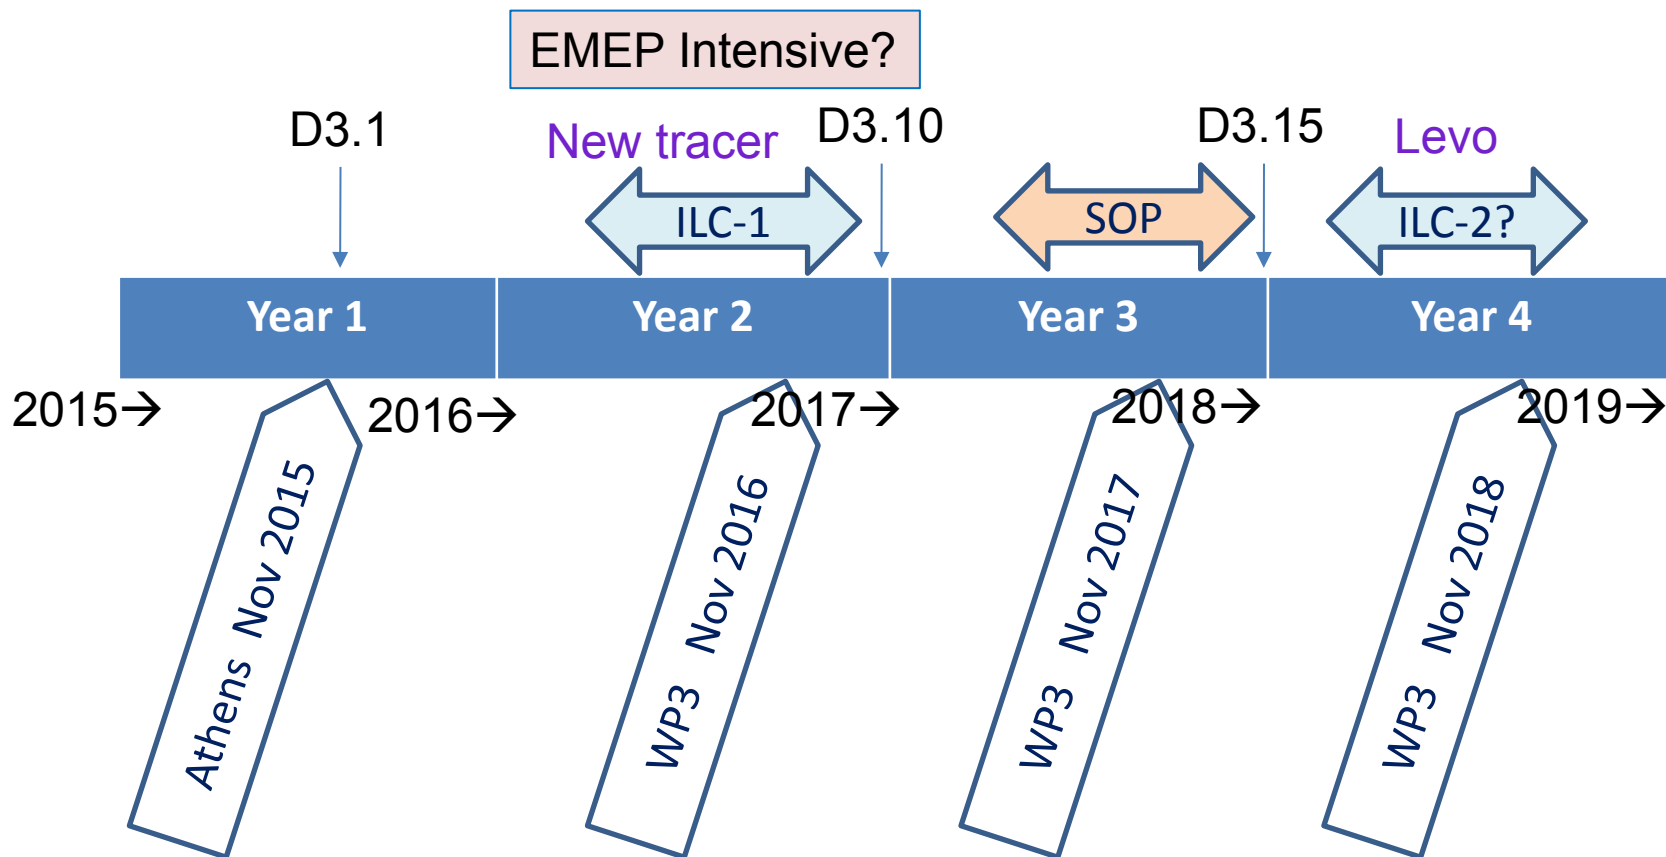 EMEP Intensive?
D3.1
New tracer
D3.10
D3.15
Levo
ILC-1
SOP
ILC-2?
Year 1
Year 2
Year 3
Year 4
2015→
2016→
2017→
2018→
2019→
Athens Nov 2015
WP3 Nov 2016
WP3 Nov 2017
WP3 Nov 2018